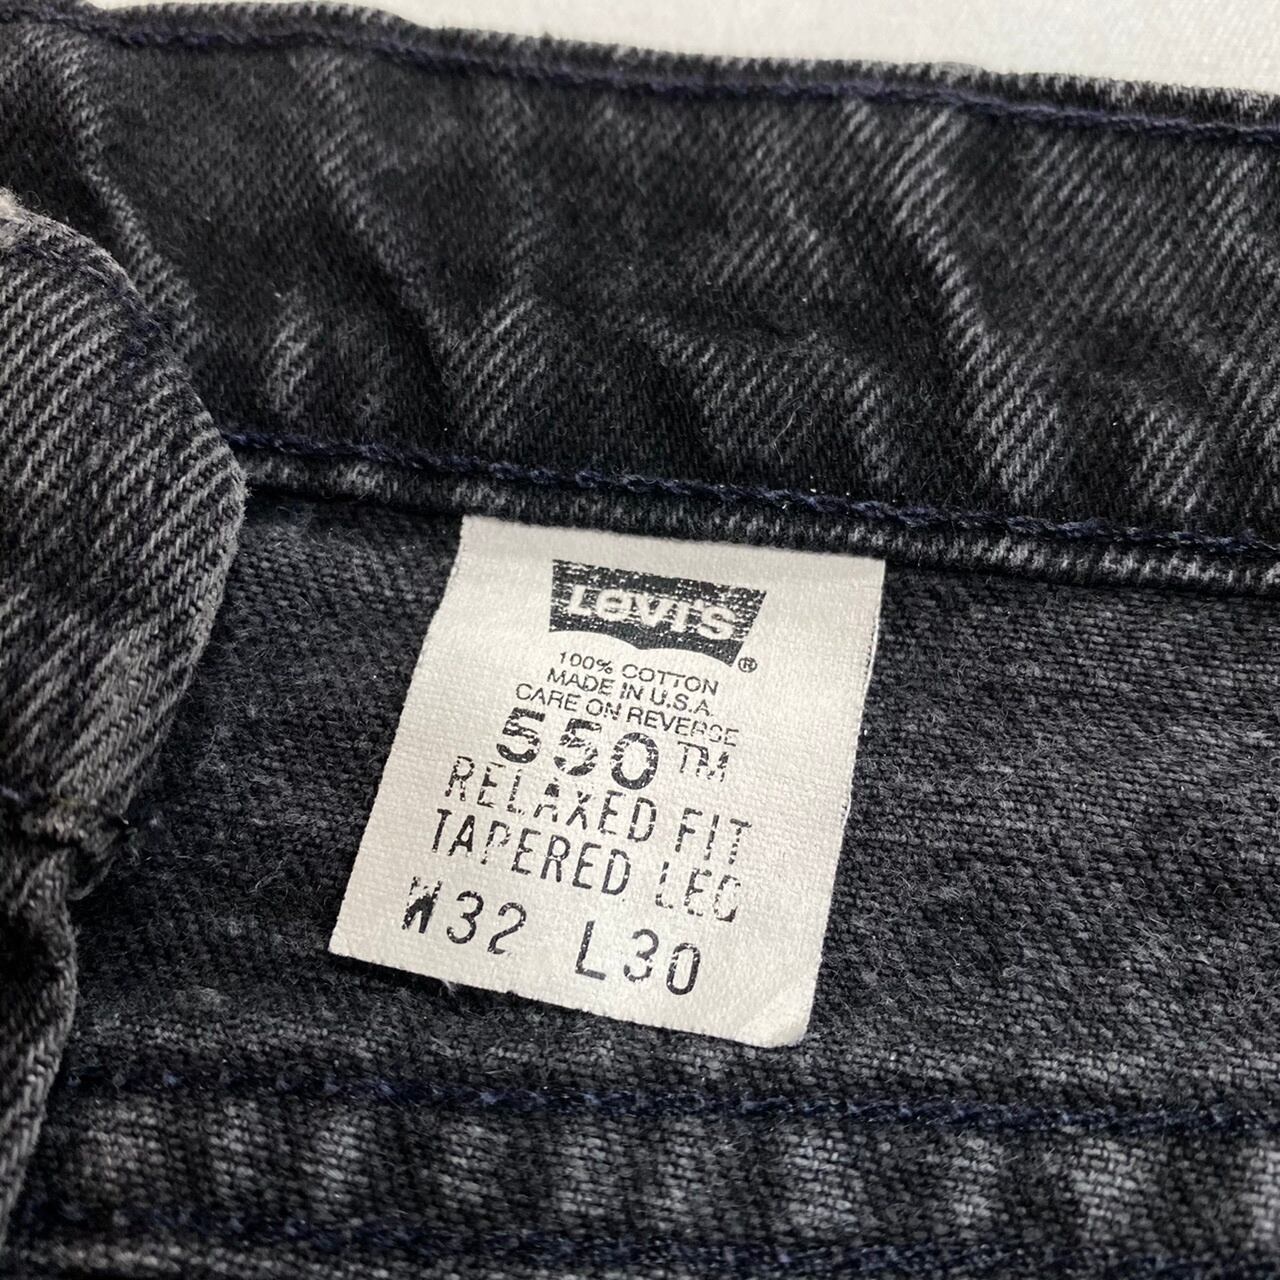 LEVI'S
®
100% COTTON
MADE IN U.S.A.
CARE ON REVERSE
550™
RELAXED FIT
TAPERED LEG
W32 L30